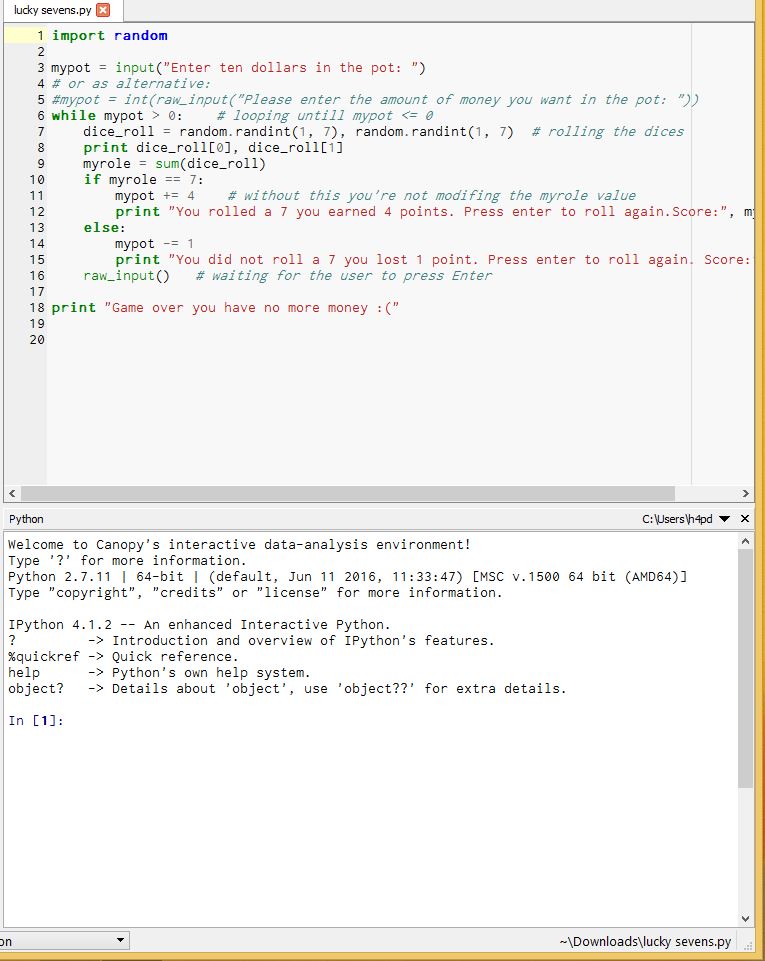 lucky sevens.py
1 import random
2
3 mypot = input("Enter ten dollars in the pot: ")
4 # or as alternative:
5 #mypot = int(raw_input("Please enter the amount of money you want in the pot: "))
6 while mypot > 0:    # looping untill mypot <= 0
7     dice_roll = random.randint(1, 7), random.randint(1, 7)  # rolling the dices
8     print dice_roll[0], dice_roll[1]
9     myrole = sum(dice_roll)
10     if myrole == 7:
11         mypot += 4    # without this you're not modifing the myrole value
12         print "You rolled a 7 you earned 4 points. Press enter to roll again.Score:",
13     else:
14         mypot -= 1
15         print "You did not roll a 7 you lost 1 point. Press enter to roll again. Score:
16     raw_input()   # waiting for the user to press Enter
17
18 print "Game over you have no more money :("
19
20
Python C:\Users\h4pd
Welcome to Canopy's interactive data-analysis environment!
Type '?' for more information.
Python 2.7.11 | 64-bit | (default, Jun 11 2016, 11:33:47) [MSC v.1500 64 bit (AMD64)]
Type "copyright", "credits" or "license" for more information.
IPython 4.1.2 -- An enhanced Interactive Python.
?         -> Introduction and overview of IPython's features.
%quickref -> Quick reference.
help      -> Python's own help system.
object?   -> Details about 'object', use 'object??' for extra details.
In [1]:
on ~\Downloads\lucky sevens.py